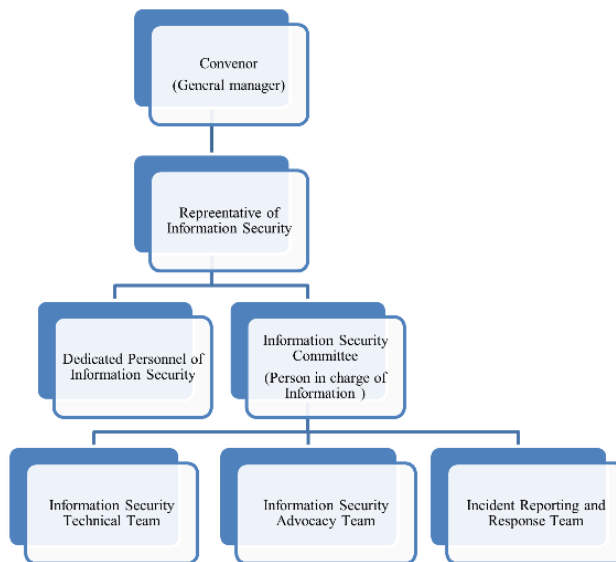 Convenor
(General manager)
Repreentative of
Information Security
Dedicated Personnel of
Information Security
Information Security
Committee
(Person in charge of
Information )
Information Security
Technical Team
Information Security
Advocacy Team
Incident Reporting and
Response Team